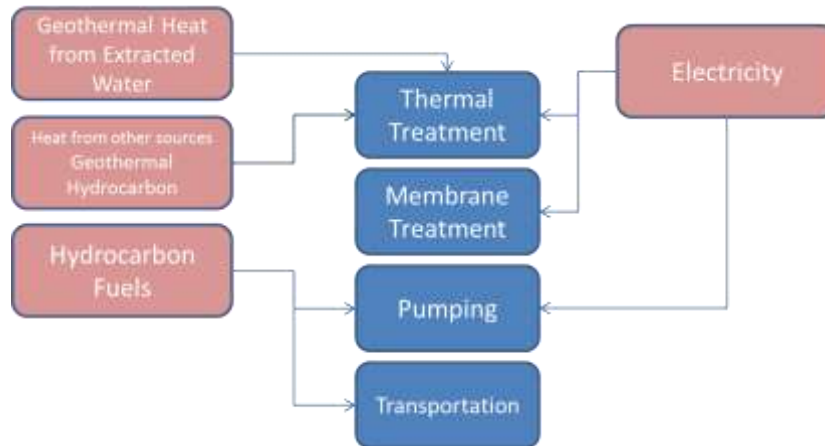 Geothermal Heat
from Extracted
Water
Heat from other sources
Geothermal
Hydrocarbon
Hydrocarbon
Fuels
Thermal
Treatment
Membrane
Treatment
Pumping
Transportation
Electricity